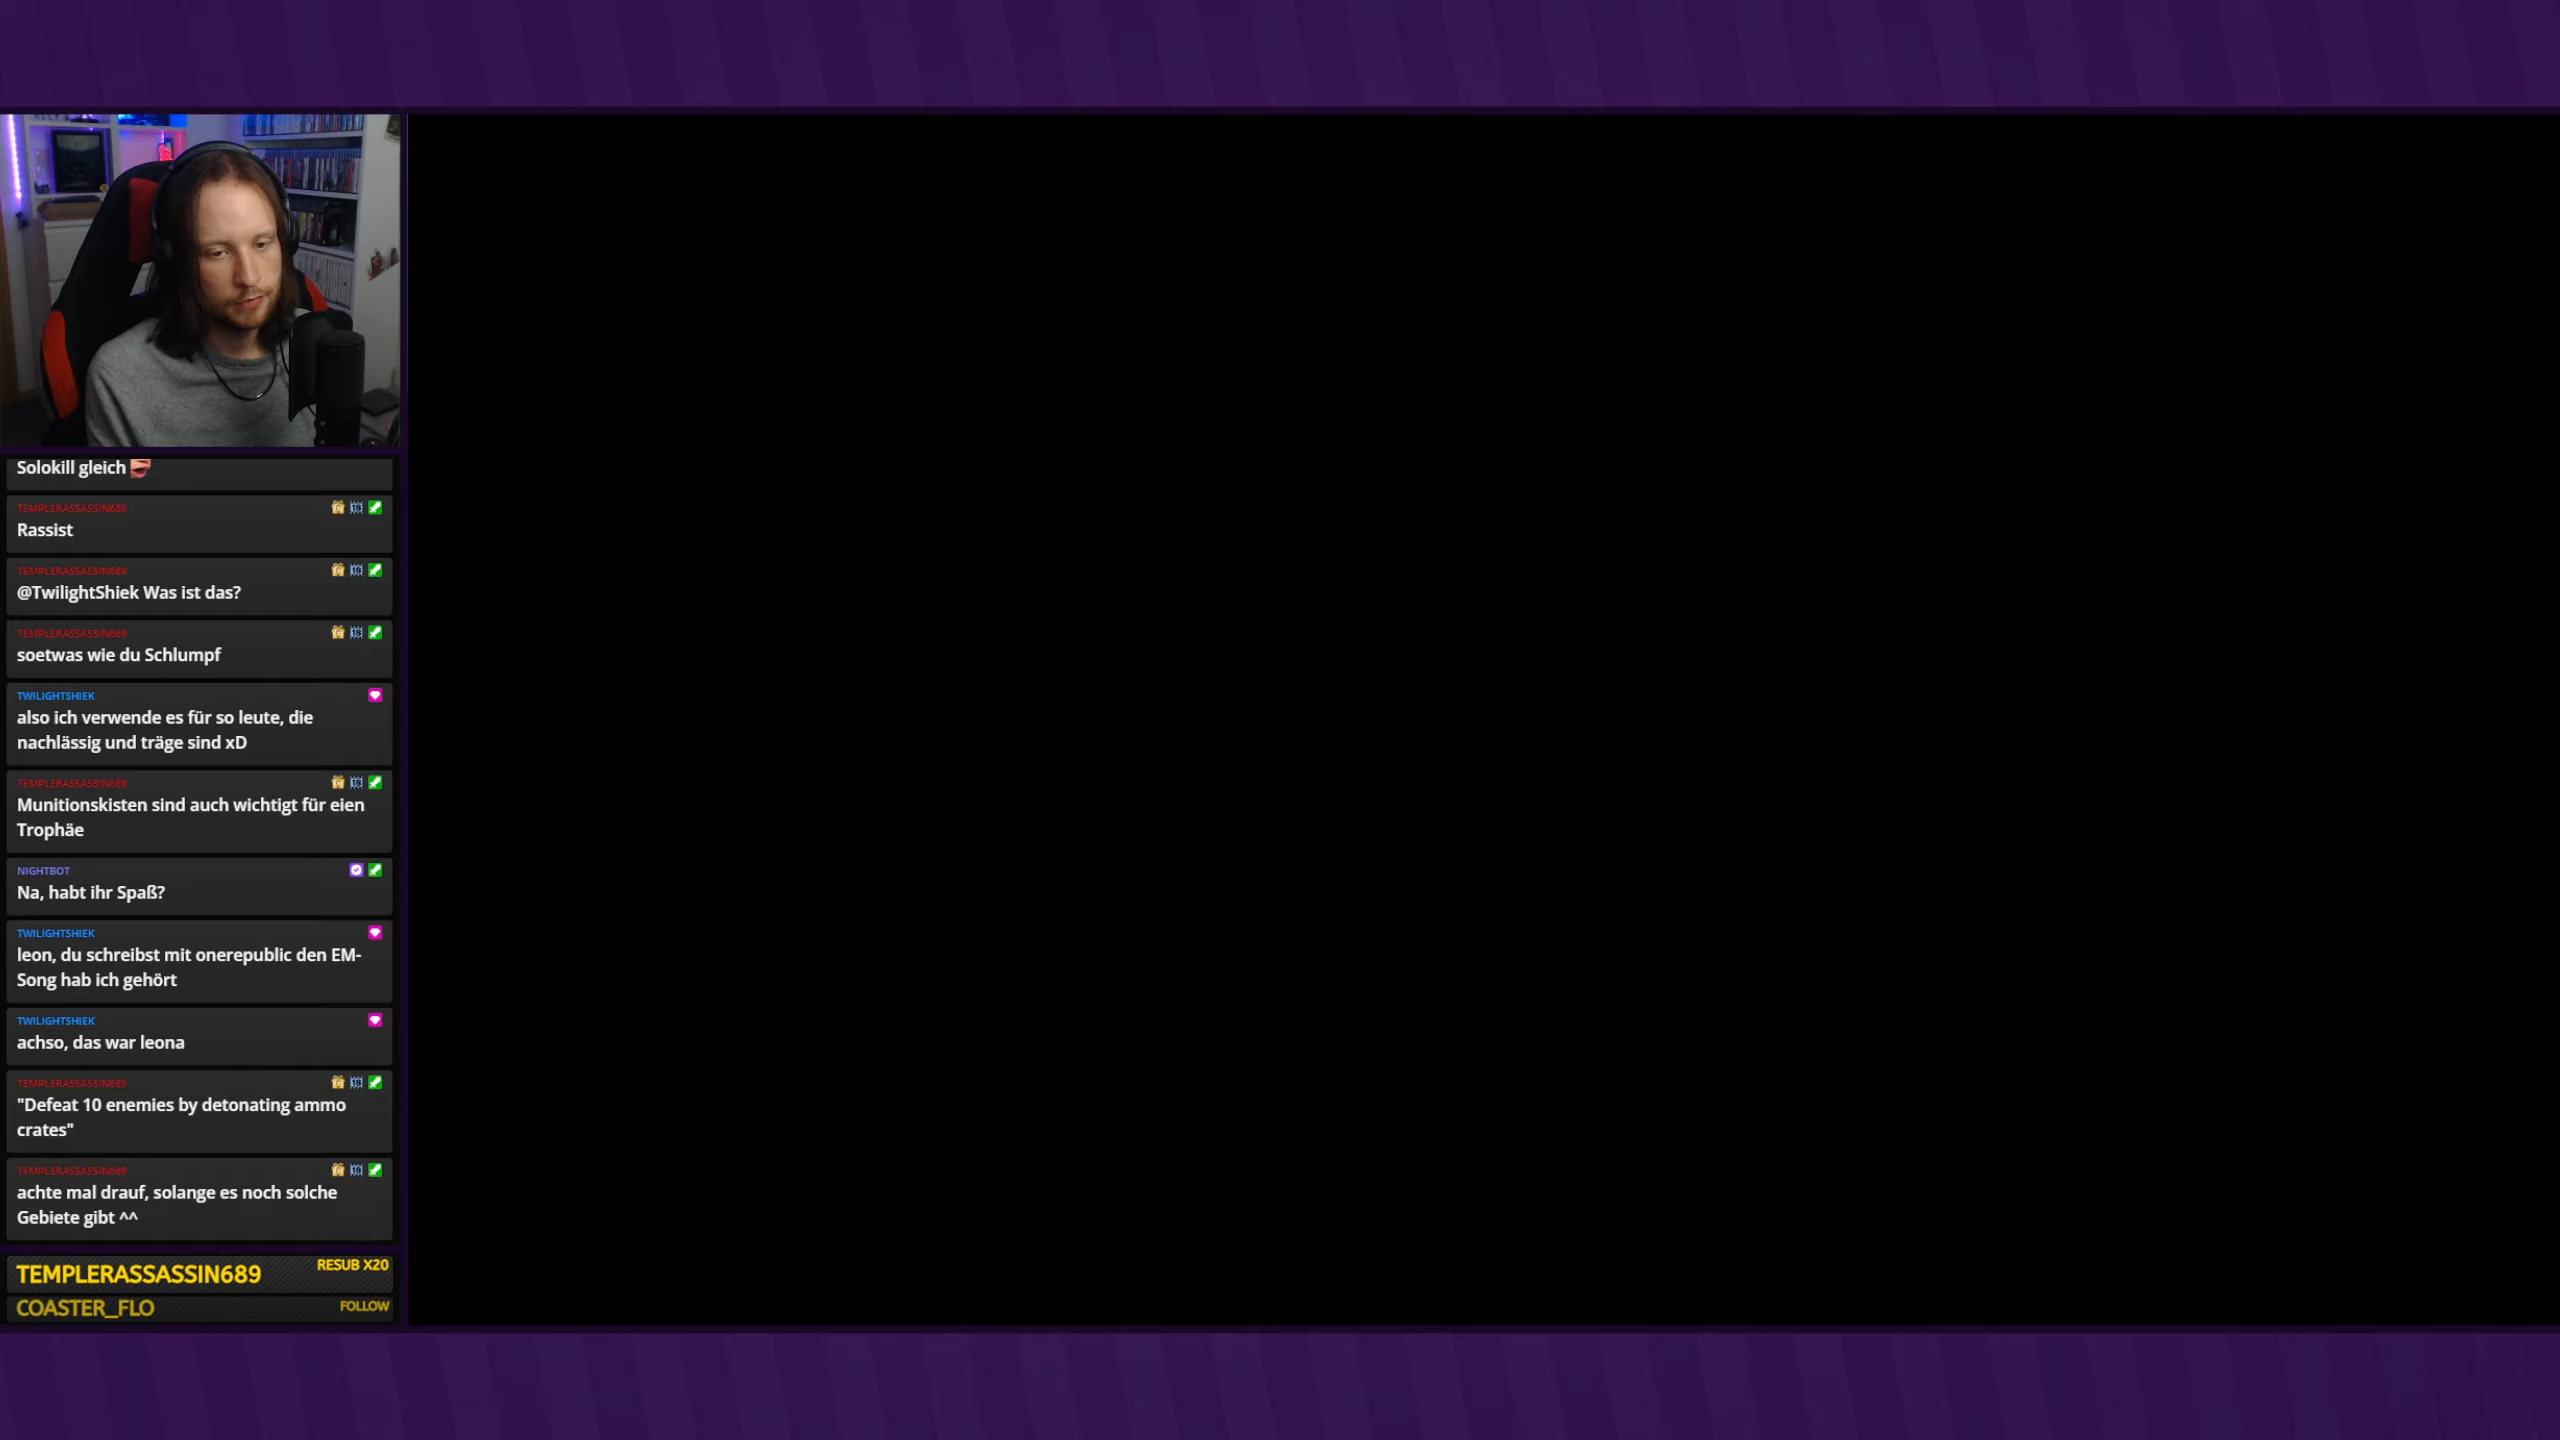 Solokill gleich
TEMPLERASSASSIN689
Rassist
TEMPLERASSASSIN689
@TwilightShiek Was ist das?
TEMPLERASSASSIN689
soetwas wie du Schlumpf
TWILIGHTSHIEK
also ich verwende es für so leute, die
nachlässig und träge sind xD
TEMPLERASSASSIN689
Munitionskisten sind auch wichtigt für eien
Trophäe
NIGHTBOT
Na, habt ihr Spaß?
TWILIGHTSHIEK
leon, du schreibst mit onerepublic den EM-
Song hab ich gehört
TWILIGHTSHIEK
achso, das war leona
TEMPLERASSASSIN689
"Defeat 10 enemies by detonating ammo
crates"
TEMPLERASSASSIN689
achte mal drauf, solange es noch solche
Gebiete gibt ^^
TEMPLERASSASSIN689 RESUB X20
COASTER_FLO FOLLOW